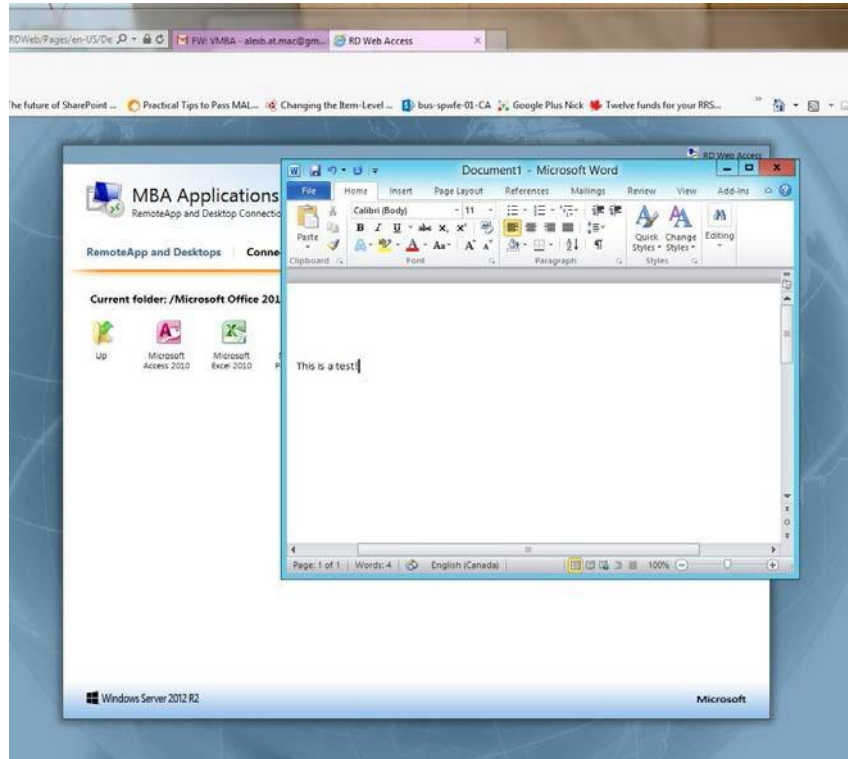 RDWeb/Pages/en-US/De
FW: VMBA - alexb.at.mac@gm...
RD Web Access
he future of SharePoint ...
Practical Tips to Pass MAL...
Changing the Item-Level ...
bus-spwfe-01-CA
Google Plus Nick
Twelve funds for your RRS...
RD Web Access
MBA Applications
RemoteApp and Desktop Connectio
RemoteApp and Desktops
Conne
Current folder: /Microsoft Office 201
Up
Microsoft
Access 2010
Microsoft
Excel 2010
P
Document1 - Microsoft Word
File Home Insert Page Layout References Mailings Review View Add-Ins
Calibri (Body) 11
Paste
B I U abc x, x'
Aa A A
Quick
Styles
Change
Styles
Editing
Clipboard Font Paragraph Styles
This is a test!
Page: 1 of 1 Words: 4 English (Canada) 100%
Windows Server 2012 R2
Microsoft